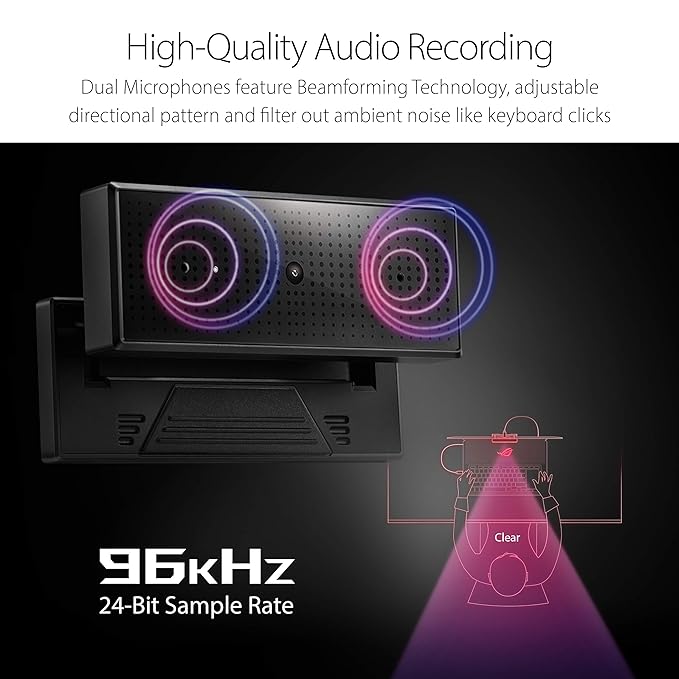 High-Quality Audio Recording
Dual Microphones feature Beamforming Technology, adjustable
directional pattern and filter out ambient noise like keyboard clicks
Clear
96kHz
24-Bit Sample Rate